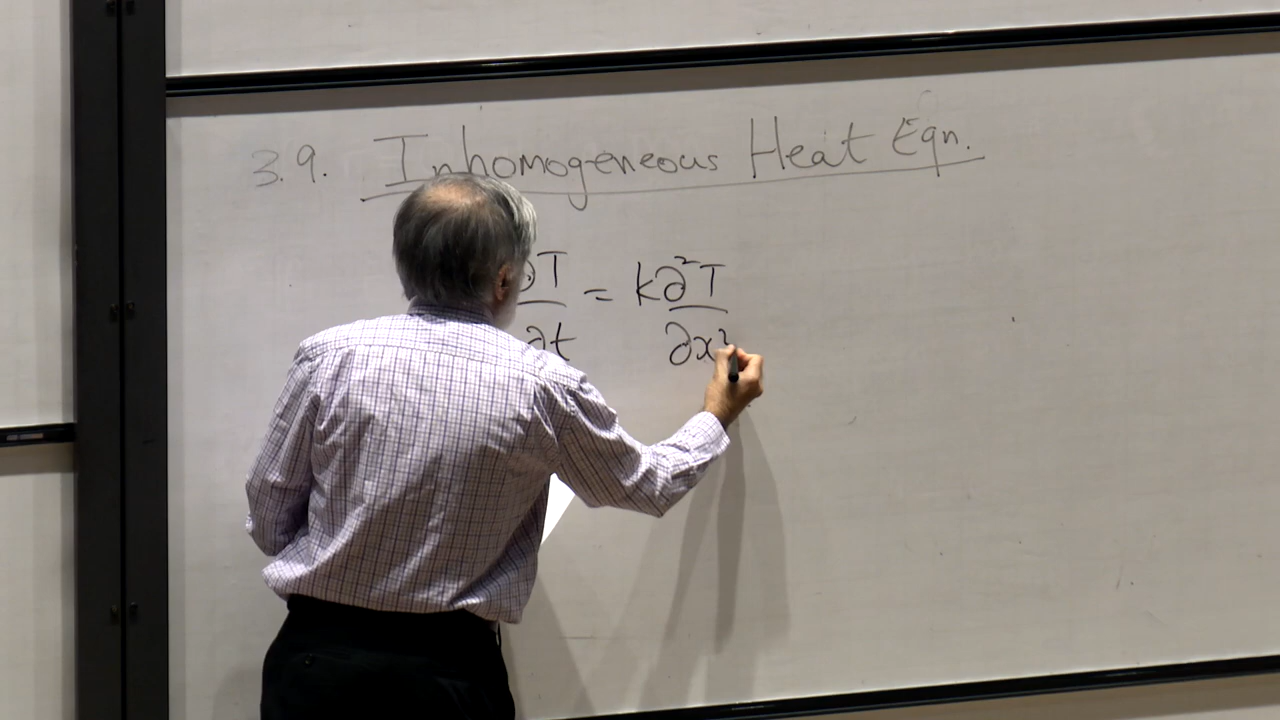 3.9. Inhomogeneous Heat Eqn.
∂T/∂t = k ∂²T/∂x²